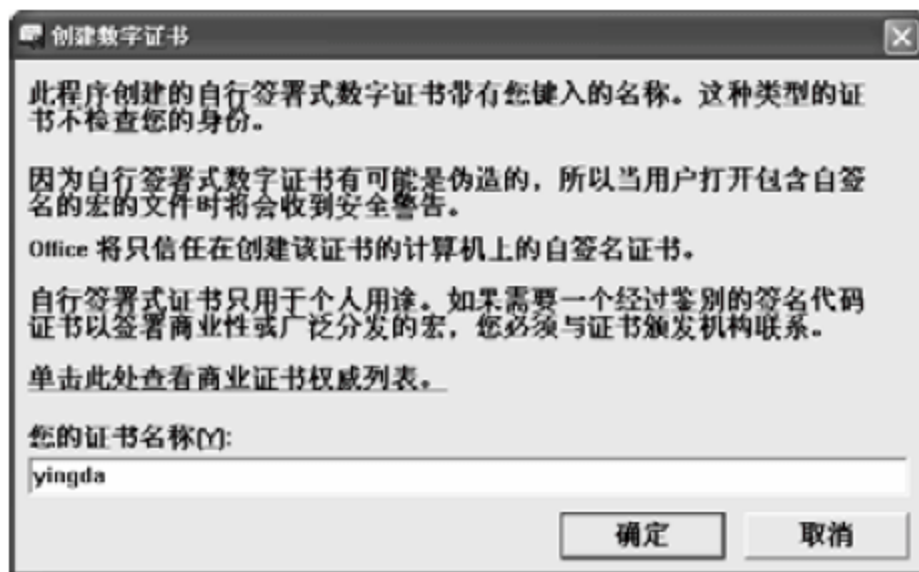 创建数字证书
此程序创建的自行签署式数字证书带有您键入的名称。这种类型的证
书不检查您的身份。
因为自行签署式数字证书有可能是伪造的，所以当用户打开包含自签
名的宏的文件时将会收到安全警告。
Office 将只信任在创建该证书的计算机上的自签名证书。
自行签署式证书只用于个人用途。如果需要一个经过鉴别的签名代码
证书以签署商业性或广泛分发的宏，您必须与证书颁发机构联系。
单击此处查看商业证书权威列表。
您的证书名称(Y):
yingda
确定 取消